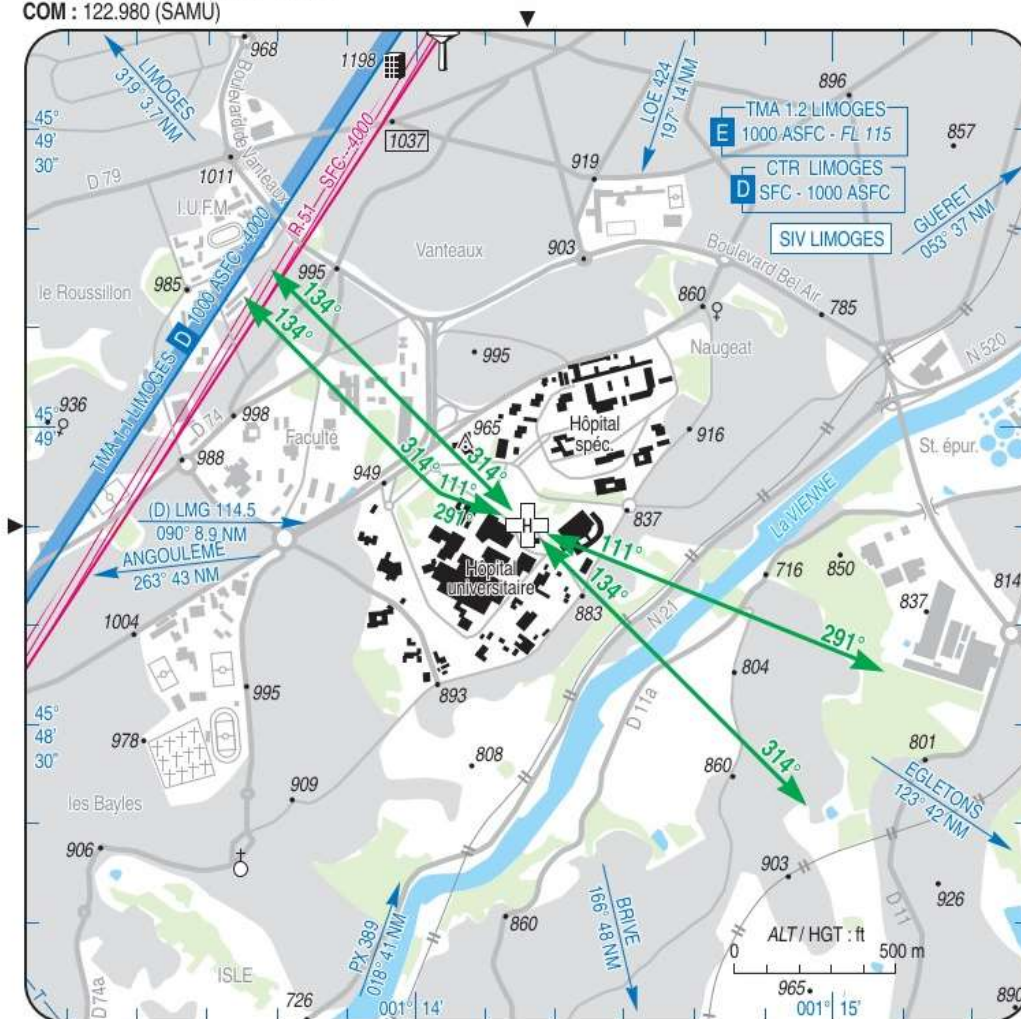 COM : 122.980 (SAMU)
968
1198
LIMOGES
319° 3.7 NM
Boulevard de Vanteaux
LOE 424
197° 14 NM
896
TMA 1.2 LIMOGES
E 1000 ASFC - FL 115
857
45°
49'
30"
1037
CTR LIMOGES
D SFC - 1000 ASFC
SIV LIMOGES
GUERET
053° 37 NM
D 79
1011
I.U.F.M.
R 51 SFC - 4000
919
903
Vanteaux
Boulevard Bel Air
le Roussillon
985
995
134°
134°
860
785
TMA 1.1 LIMOGES D 1000 ASFC - 4000
995
Naugeat
N 520
45°
49'
936
D 74
998
Faculté
965
Hôpital
spéc.
916
St. épur.
988
949
314°
314°
111°
291°
La VIENNE
(D) LMG 114.5
090° 8.9 NM
ANGOULEME
263° 43 NM
H
837
111°
134°
Hôpital
universitaire
883
716
850
837
814
1004
N 21
291°
995
893
804
45°
48'
30"
978
D 11a
314°
801
808
860
909
les Bayles
EGLETONS
123° 42 NM
906
903
926
PX 389
018° 41 NM
860
BRIVE
166° 48 NM
D 11
ALT / HGT : ft
0 500 m
ISLE
D74a
726
001° 14'
965
001° 15'
890